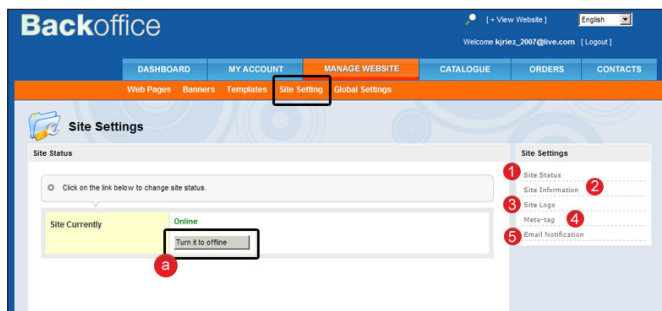 Backoffice
[ + View Website ] English
Welcome kjriez_2007@live.com [ Logout ]
DASHBOARD MY ACCOUNT MANAGE WEBSITE CATALOGUE ORDERS CONTACTS
Web Pages Banners Templates Site Setting Global Settings
Site Settings
Site Status
Click on the link below to change site status.
Site Currently
Online
Turn it to offline
a
Site Settings
1 Site Status
Site Information 2
3 Site Logo
Meta-tag 4
5 Email Notification